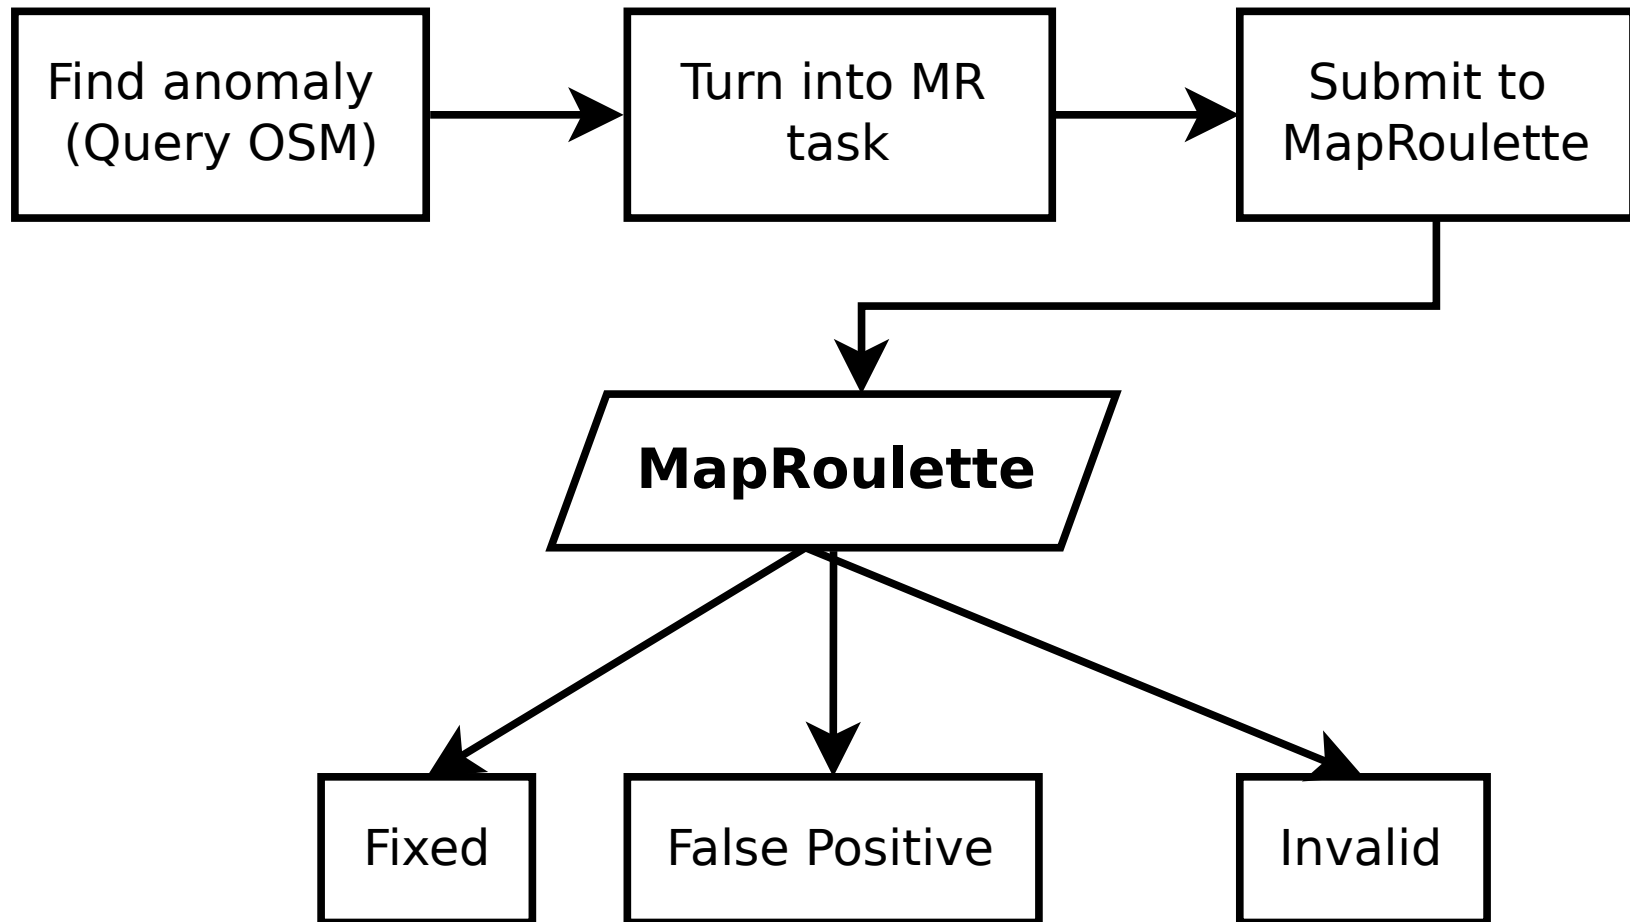 Find anomaly
(Query OSM)
Turn into MR
task
Submit to
MapRoulette
MapRoulette
Fixed
False Positive
Invalid